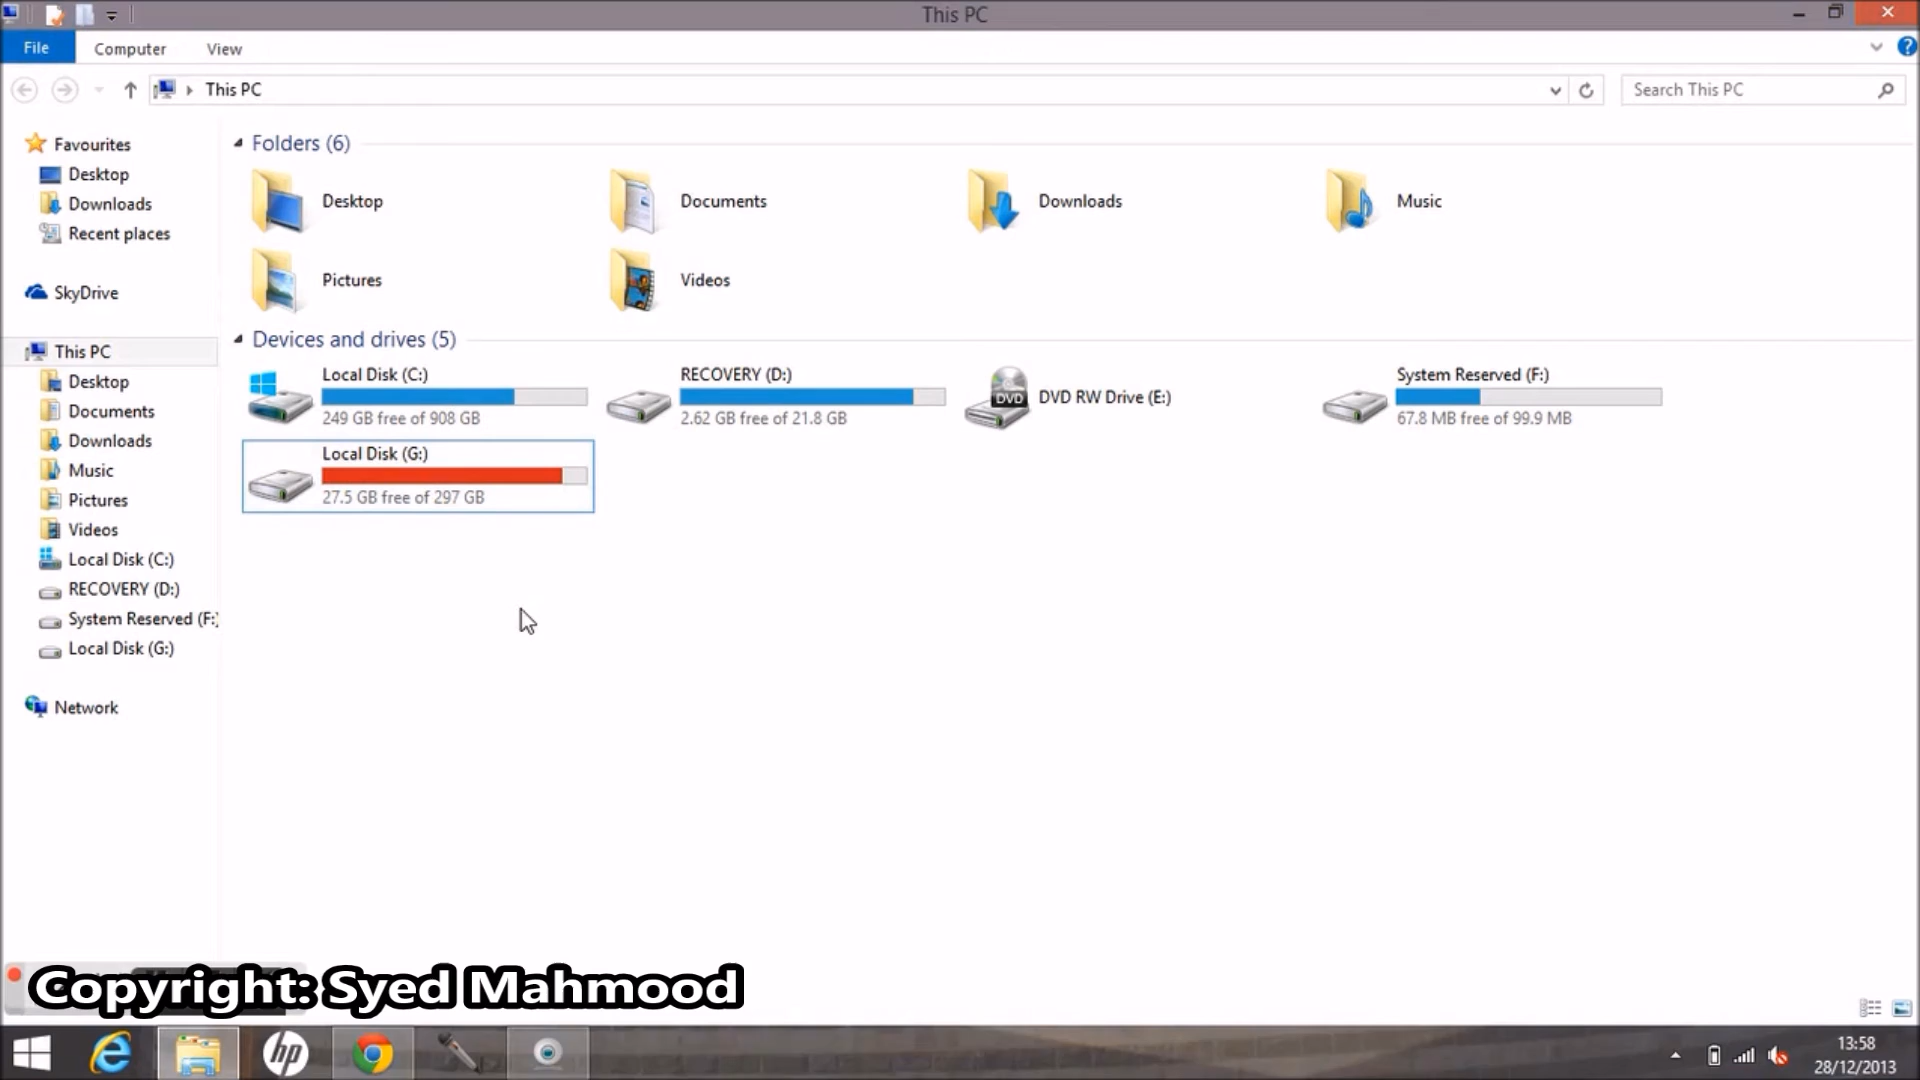 This PC
File
Computer
View
This PC
Search This PC
Favourites
Desktop
Downloads
Recent places
SkyDrive
This PC
Desktop
Documents
Downloads
Music
Pictures
Videos
Local Disk (C:)
RECOVERY (D:)
System Reserved (F:)
Local Disk (G:)
Network
Folders (6)
Desktop
Documents
Downloads
Music
Pictures
Videos
Devices and drives (5)
Local Disk (C:)
249 GB free of 908 GB
RECOVERY (D:)
2.62 GB free of 21.8 GB
DVD
DVD RW Drive (E:)
System Reserved (F:)
67.8 MB free of 99.9 MB
Local Disk (G:)
27.5 GB free of 297 GB
Copyright: Syed Mahmood
hp
13:58
28/12/2013